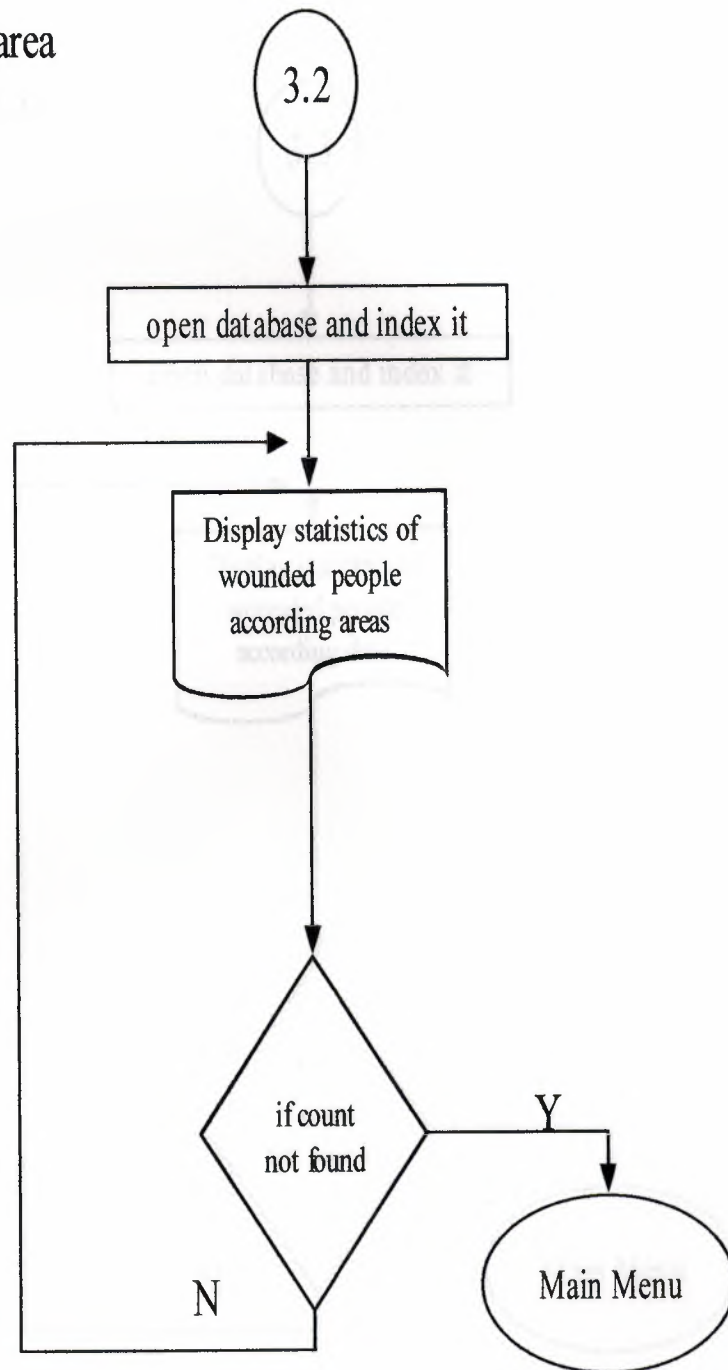 area
3.2
open database and index it
Display statistics of
wounded people
according areas
if count
not found
Y
N
Main Menu